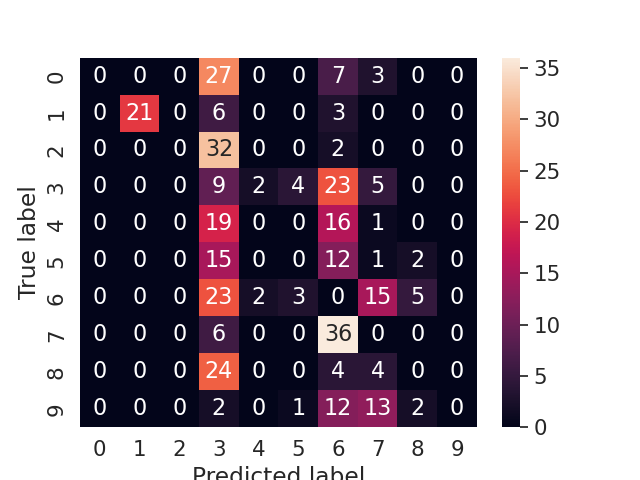 0 0 0 0 27 0 0 7 3 0 0
1 0 21 0 6 0 0 3 0 0 0
2 0 0 0 32 0 0 2 0 0 0
3 0 0 0 9 2 4 23 5 0 0
4 0 0 0 19 0 0 16 1 0 0
5 0 0 0 15 0 0 12 1 2 0
6 0 0 0 23 2 3 0 15 5 0
7 0 0 0 6 0 0 36 0 0 0
8 0 0 0 24 0 0 4 4 0 0
9 0 0 0 2 0 1 12 13 2 0
0 1 2 3 4 5 6 7 8 9
Predicted label
True label
35
30
25
20
15
10
5
0